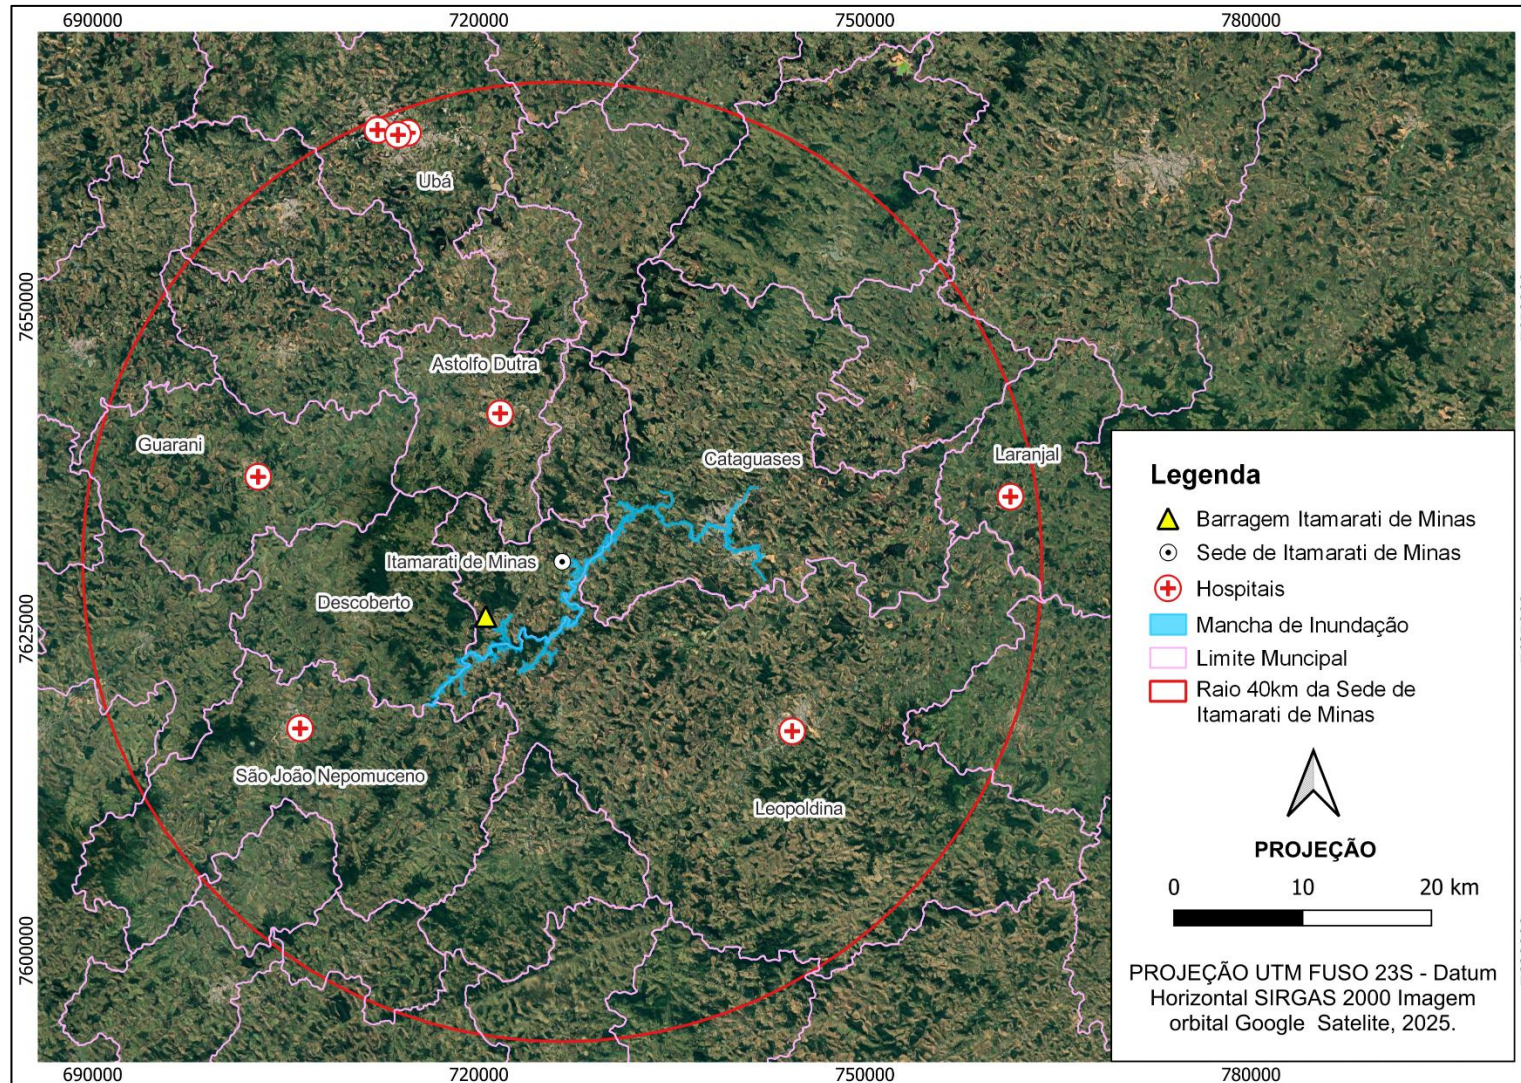 690000
720000
750000
780000
7650000
7625000
7600000
Ubá
Astolfo Dutra
Guarani
Cataguases
Laranjal
Itamarati de Minas
Descoberto
São João Nepomuceno
Leopoldina
Legenda
Barragem Itamarati de Minas
Sede de Itamarati de Minas
Hospitais
Mancha de Inundação
Limite Muncipal
Raio 40km da Sede de
Itamarati de Minas
PROJEÇÃO
0 10 20 km
PROJEÇÃO UTM FUSO 23S - Datum
Horizontal SIRGAS 2000 Imagem
orbital Google Satelite, 2025.
690000
720000
750000
780000